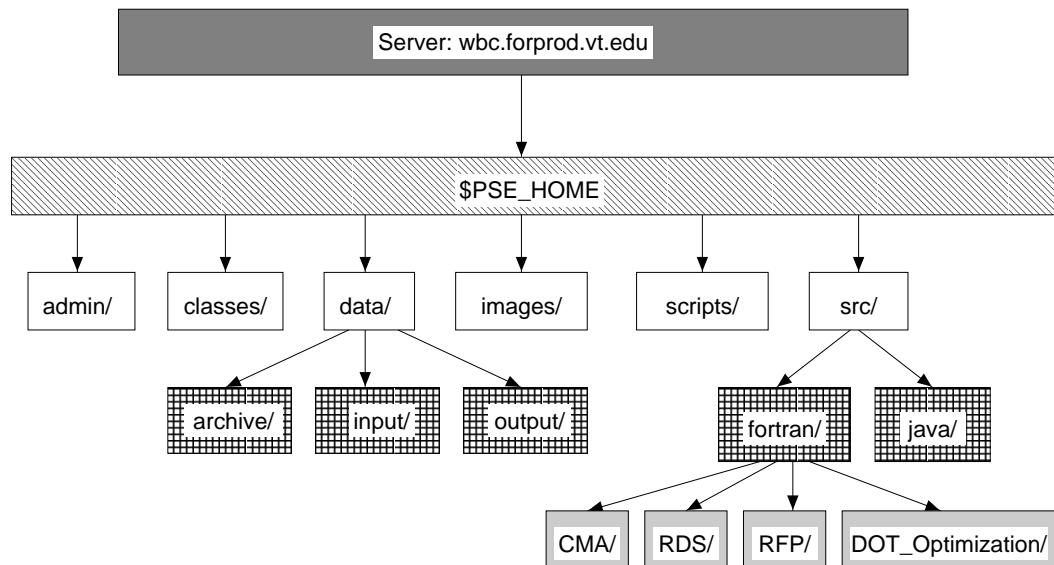 Server: wbc.forprod.vt.edu
$PSE_HOME
admin/
classes/
data/
images/
scripts/
src/
archive/
input/
output/
fortran/
java/
CMA/
RDS/
RFP/
DOT_Optimization/